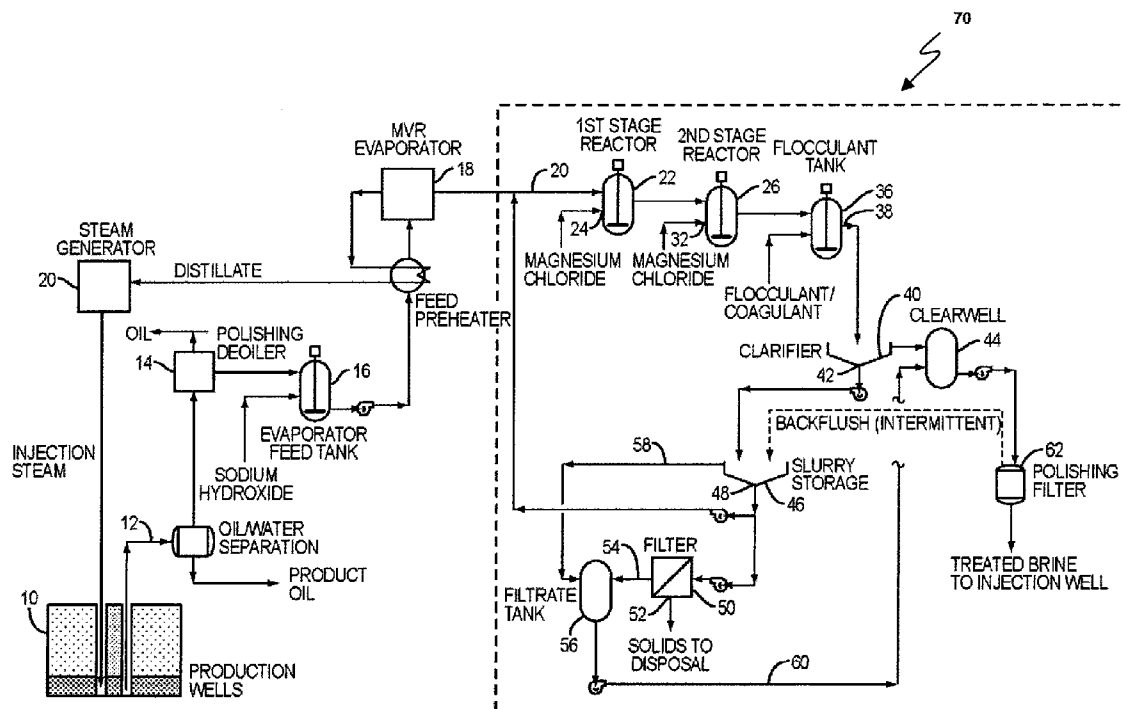 70
1ST STAGE
REACTOR
2ND STAGE
REACTOR
FLOCCULANT
TANK
MVR
EVAPORATOR
18
20
22
26
36
38
24
32
MAGNESIUM
CHLORIDE
MAGNESIUM
CHLORIDE
FLOCCULANT/
COAGULANT
STEAM
GENERATOR
20
DISTILLATE
FEED
PREHEATER
OIL
POLISHING
DEOILER
14
16
EVAPORATOR
FEED TANK
SODIUM
HYDROXIDE
INJECTION
STEAM
12
OIL/WATER
SEPARATION
PRODUCT
OIL
10
PRODUCTION
WELLS
40
CLEARWELL
44
CLARIFIER
42
BACKFLUSH (INTERMITTENT)
62
POLISHING
FILTER
TREATED BRINE
TO INJECTION WELL
58
SLURRY
STORAGE
48
46
54
FILTER
FILTRATE
TANK
52
50
56
SOLIDS TO
DISPOSAL
60